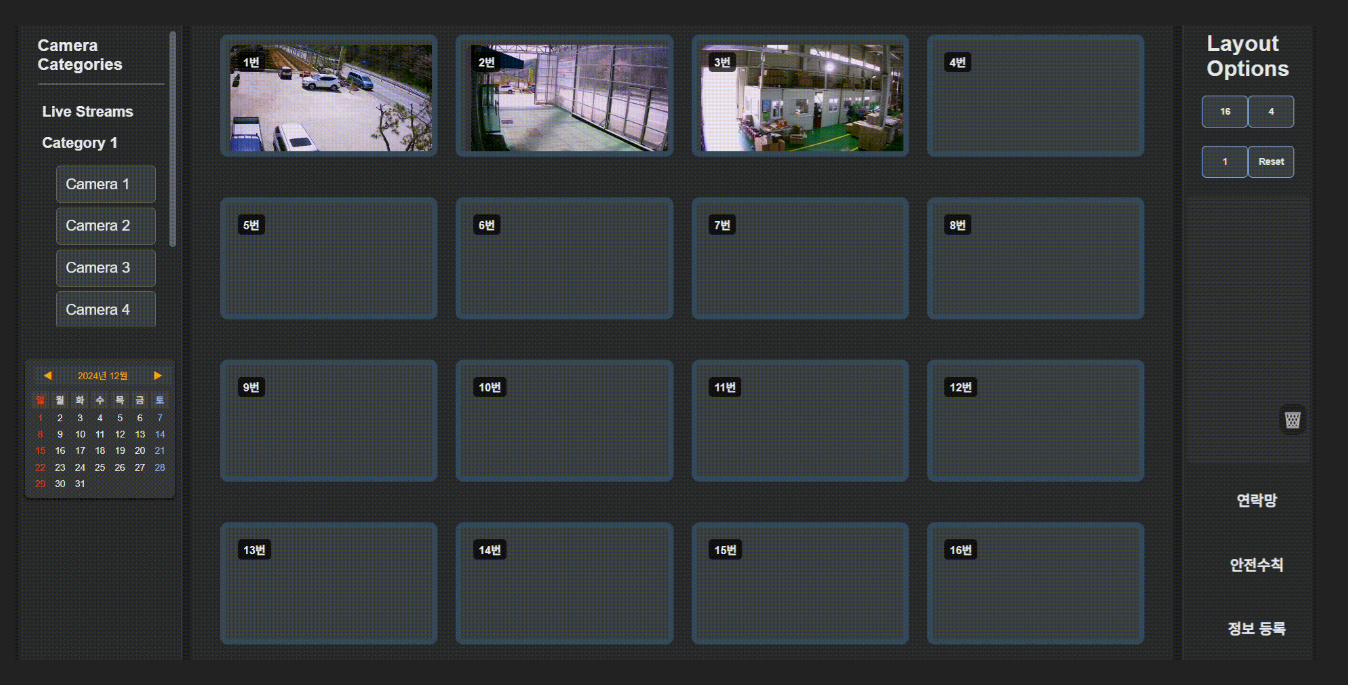 Camera
Categories
Live Streams
Category 1
Camera 1
Camera 2
Camera 3
Camera 4
◀ 2024년 12월 ▶
일 월 화 수 목 금 토
1 2 3 4 5 6 7
8 9 10 11 12 13 14
15 16 17 18 19 20 21
22 23 24 25 26 27 28
29 30 31
1번 2번 3번 4번
5번 6번 7번 8번
9번 10번 11번 12번
13번 14번 15번 16번
Layout
Options
16 4
1 Reset
연락망
안전수칙
정보 등록